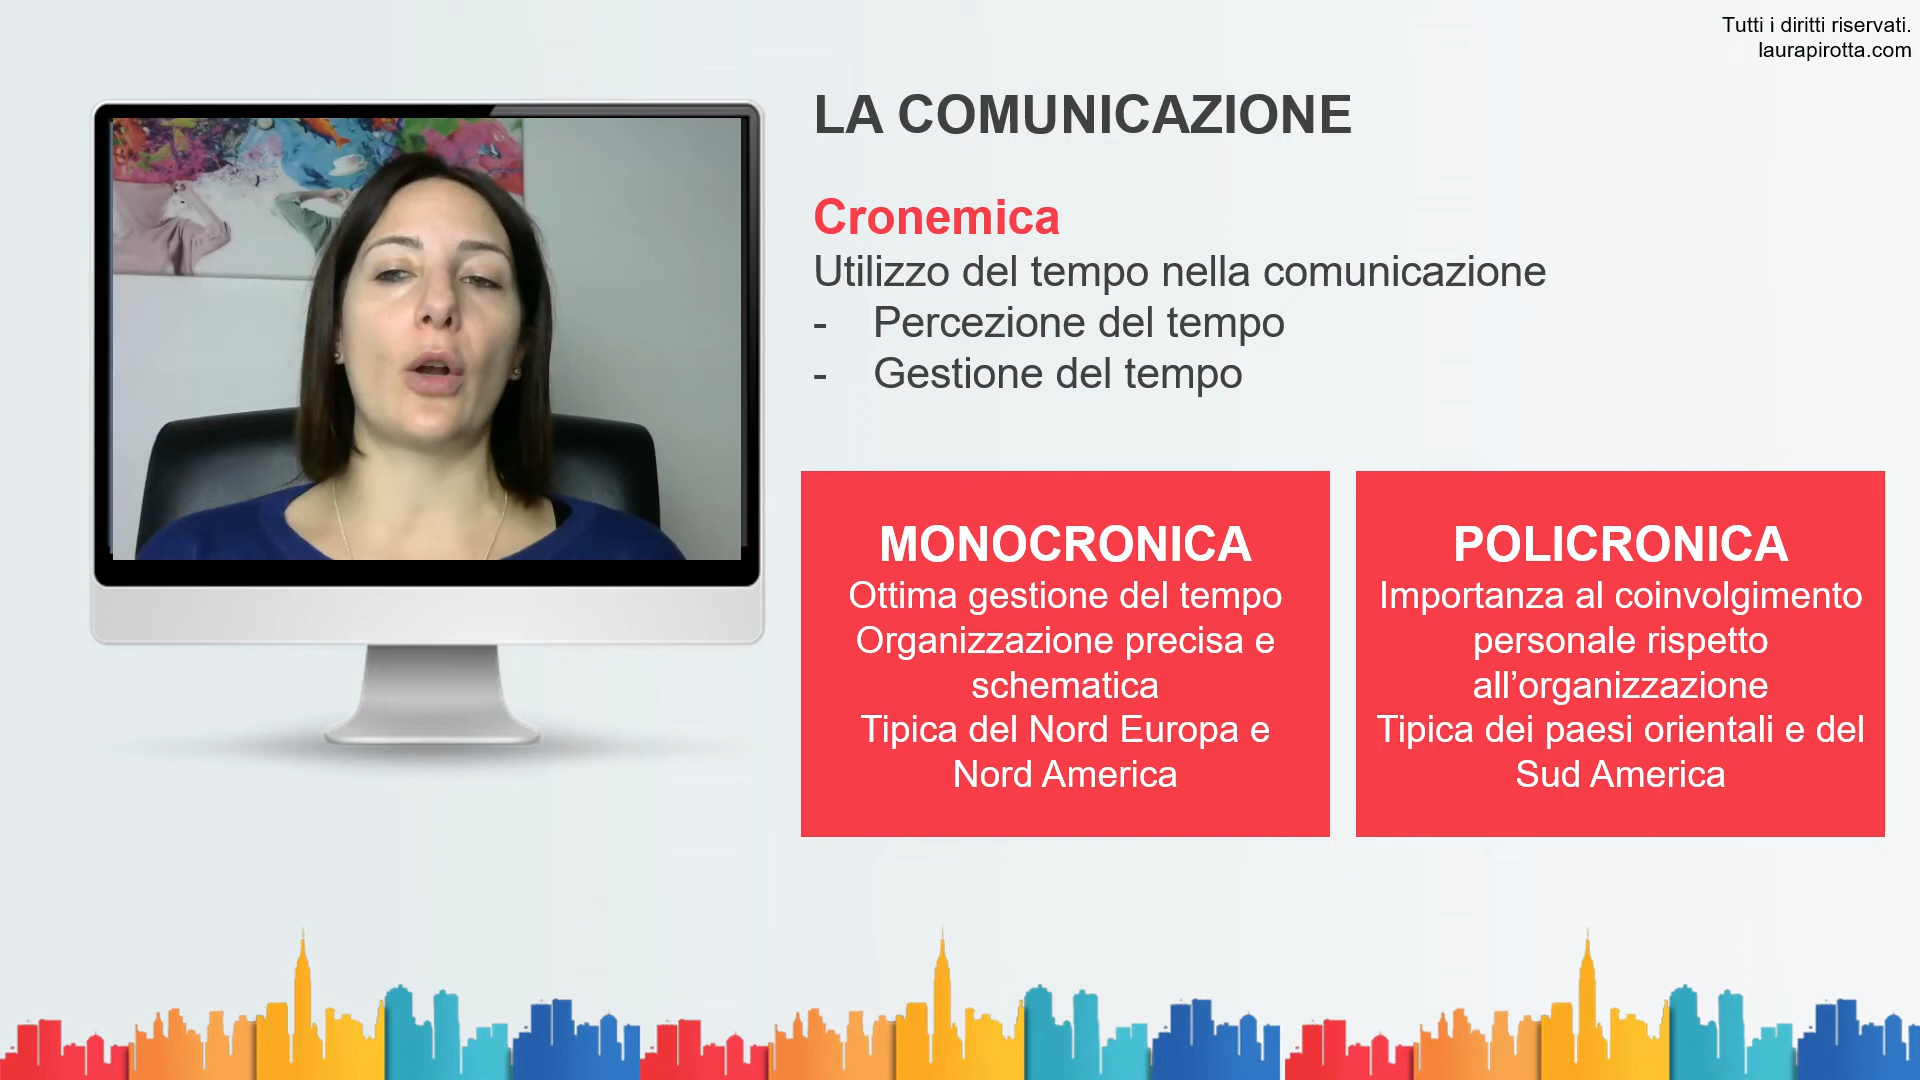 Tutti i diritti riservati.
laurapirotta.com
LA COMUNICAZIONE
Cronemica
Utilizzo del tempo nella comunicazione
- Percezione del tempo
- Gestione del tempo
MONOCRONICA
Ottima gestione del tempo
Organizzazione precisa e
schematica
Tipica del Nord Europa e
Nord America
POLICRONICA
Importanza al coinvolgimento
personale rispetto
all’organizzazione
Tipica dei paesi orientali e del
Sud America